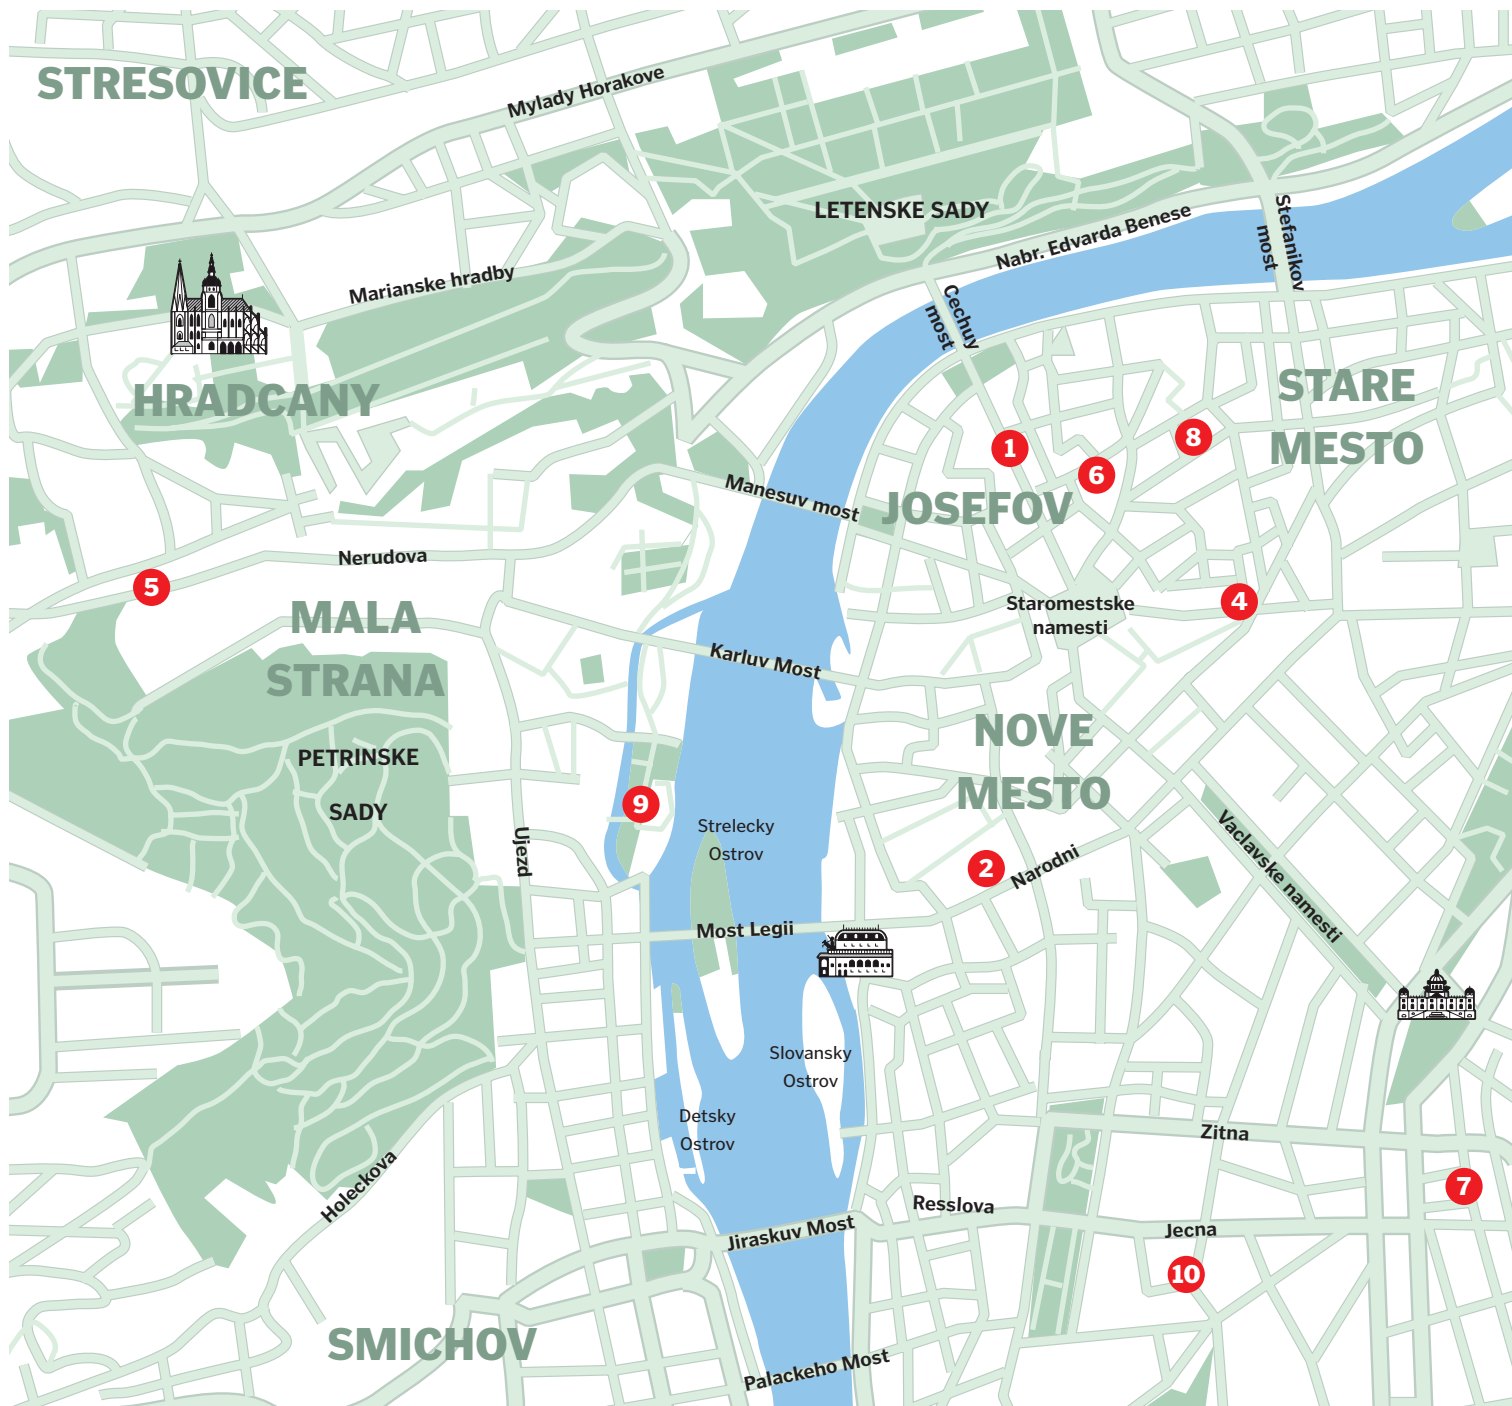 STRESOVICE
Mylady Horakove
LETENSKE SADY
Nabr. Edvarda Benese
Stefanikov
most
Marianske hradby
Cechuy
most
HRADCANY
STARE
MESTO
1
8
6
Manesuv most
JOSEFOV
Nerudova
5
4
MALA
STRANA
Staromestske
namesti
Karluv Most
NOVE
MESTO
PETRINSKE
SADY
9
Strelecky
Ostrov
Ujezd
2
Narodni
Vaclavske namesti
Most Legii
Slovansky
Ostrov
Detsky
Ostrov
Zitna
Holeckova
7
Resslova
Jiraskuv Most
Jecna
10
SMICHOV
Palackeho Most